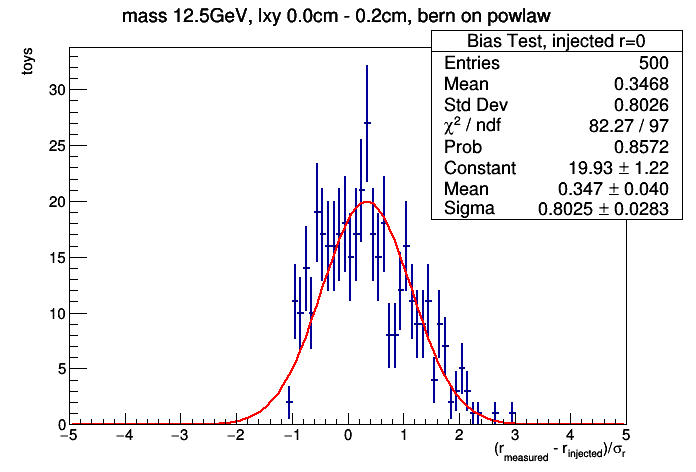 mass 12.5GeV, lxy 0.0cm - 0.2cm, bern on powlaw
Bias Test, injected r=0
Entries 500
Mean 0.3468
Std Dev 0.8026
χ² / ndf 82.27 / 97
Prob 0.8572
Constant 19.93 ± 1.22
Mean 0.347 ± 0.040
Sigma 0.8025 ± 0.0283
toys
30
25
20
15
10
5
0
−5 −4 −3 −2 −1 0 1 2 3 4 5
(r_measured - r_injected)/σ_r